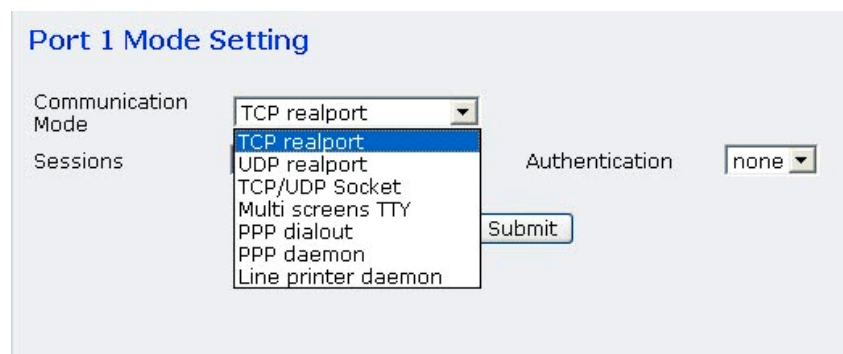 Port 1 Mode Setting
Communication
Mode
TCP realport
TCP realport
Sessions
UDP realport
Authentication
none
TCP/UDP Socket
Multi screens TTY
PPP dialout
Submit
PPP daemon
Line printer daemon